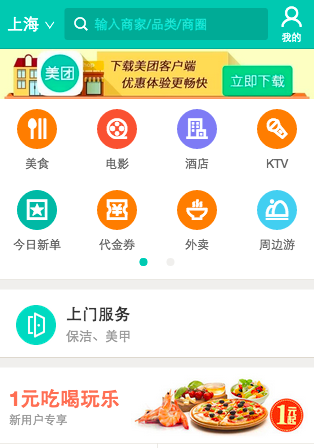 上海
输入商家/品类/商圈
我的
美团
下载美团客户端
优惠体验更畅快
立即下载
美食
电影
酒店
KTV
今日新单
代金券
外卖
周边游
上门服务
保洁、美甲
1元吃喝玩乐
新用户专享
1元起